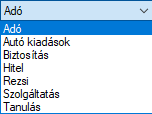 Adó
Adó
Autó kiadások
Biztosítás
Hitel
Rezsi
Szolgáltatás
Tanulás